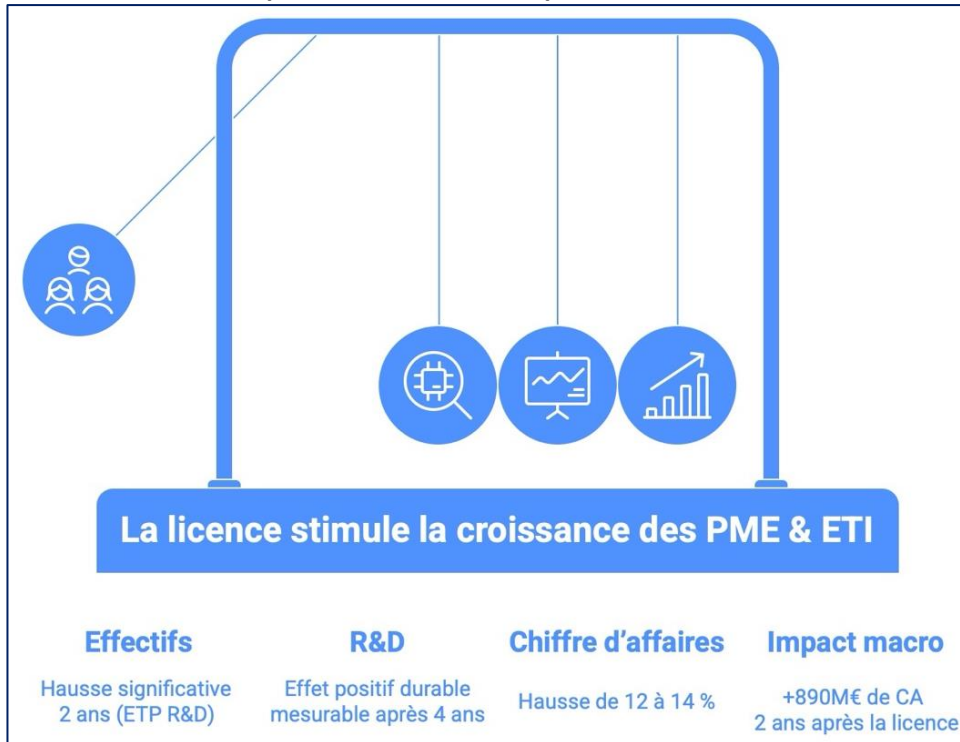 La licence stimule la croissance des PME & ETI
Effectifs
Hausse significative
2 ans (ETP R&D)
R&D
Effet positif durable
mesurable après 4 ans
Chiffre d'affaires
Hausse de 12 à 14 %
Impact macro
+890M€ de CA
2 ans après la licence